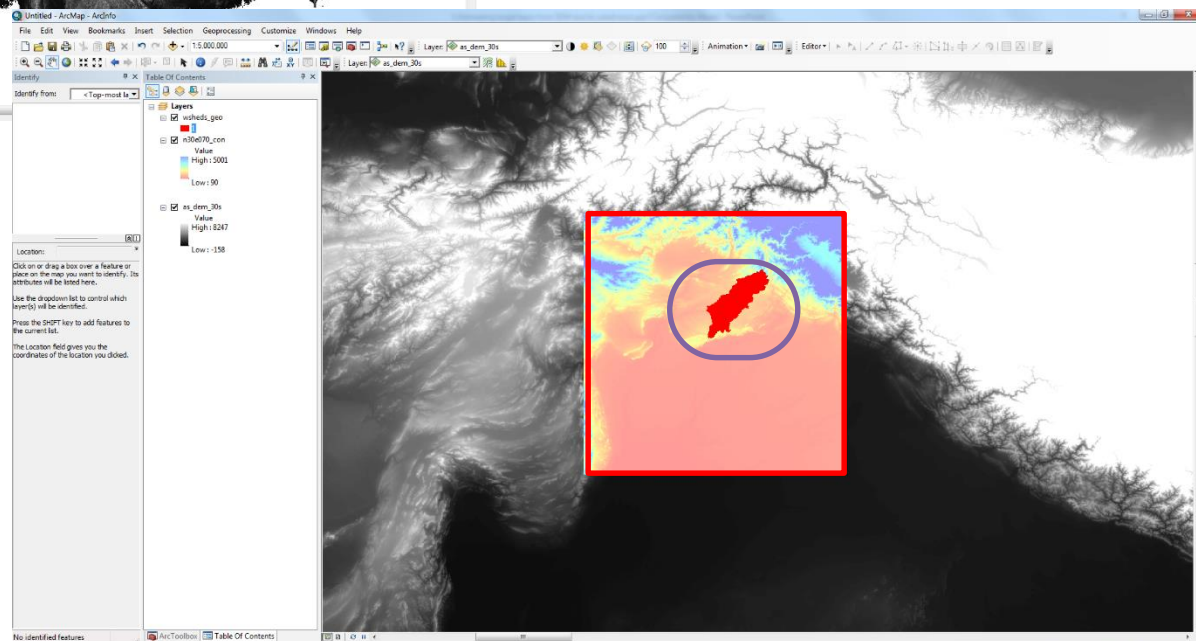 Untitled - ArcMap - ArcInfo
File Edit View Bookmarks Insert Selection Geoprocessing Customize Windows Help
1:5,000,000 Layer: as_dem_30s 100 Animation Editor
Layer: as_dem_30s
Identify
Table Of Contents
Identify from: <Top-most la
Layers
wsheds_geo
n30e070_con
Value
High : 5001
Low : 90
as_dem_30s
Value
High : 8247
Low : -158
Location:
Click on or drag a box over a feature or
place on the map you want to identify. Its
attributes will be listed here.
Use the dropdown list to control which
layer(s) will be identified.
Press the SHIFT key to add features to
the current list.
The Location field gives you the
coordinates of the location you clicked.
No identified features
ArcToolbox Table Of Contents